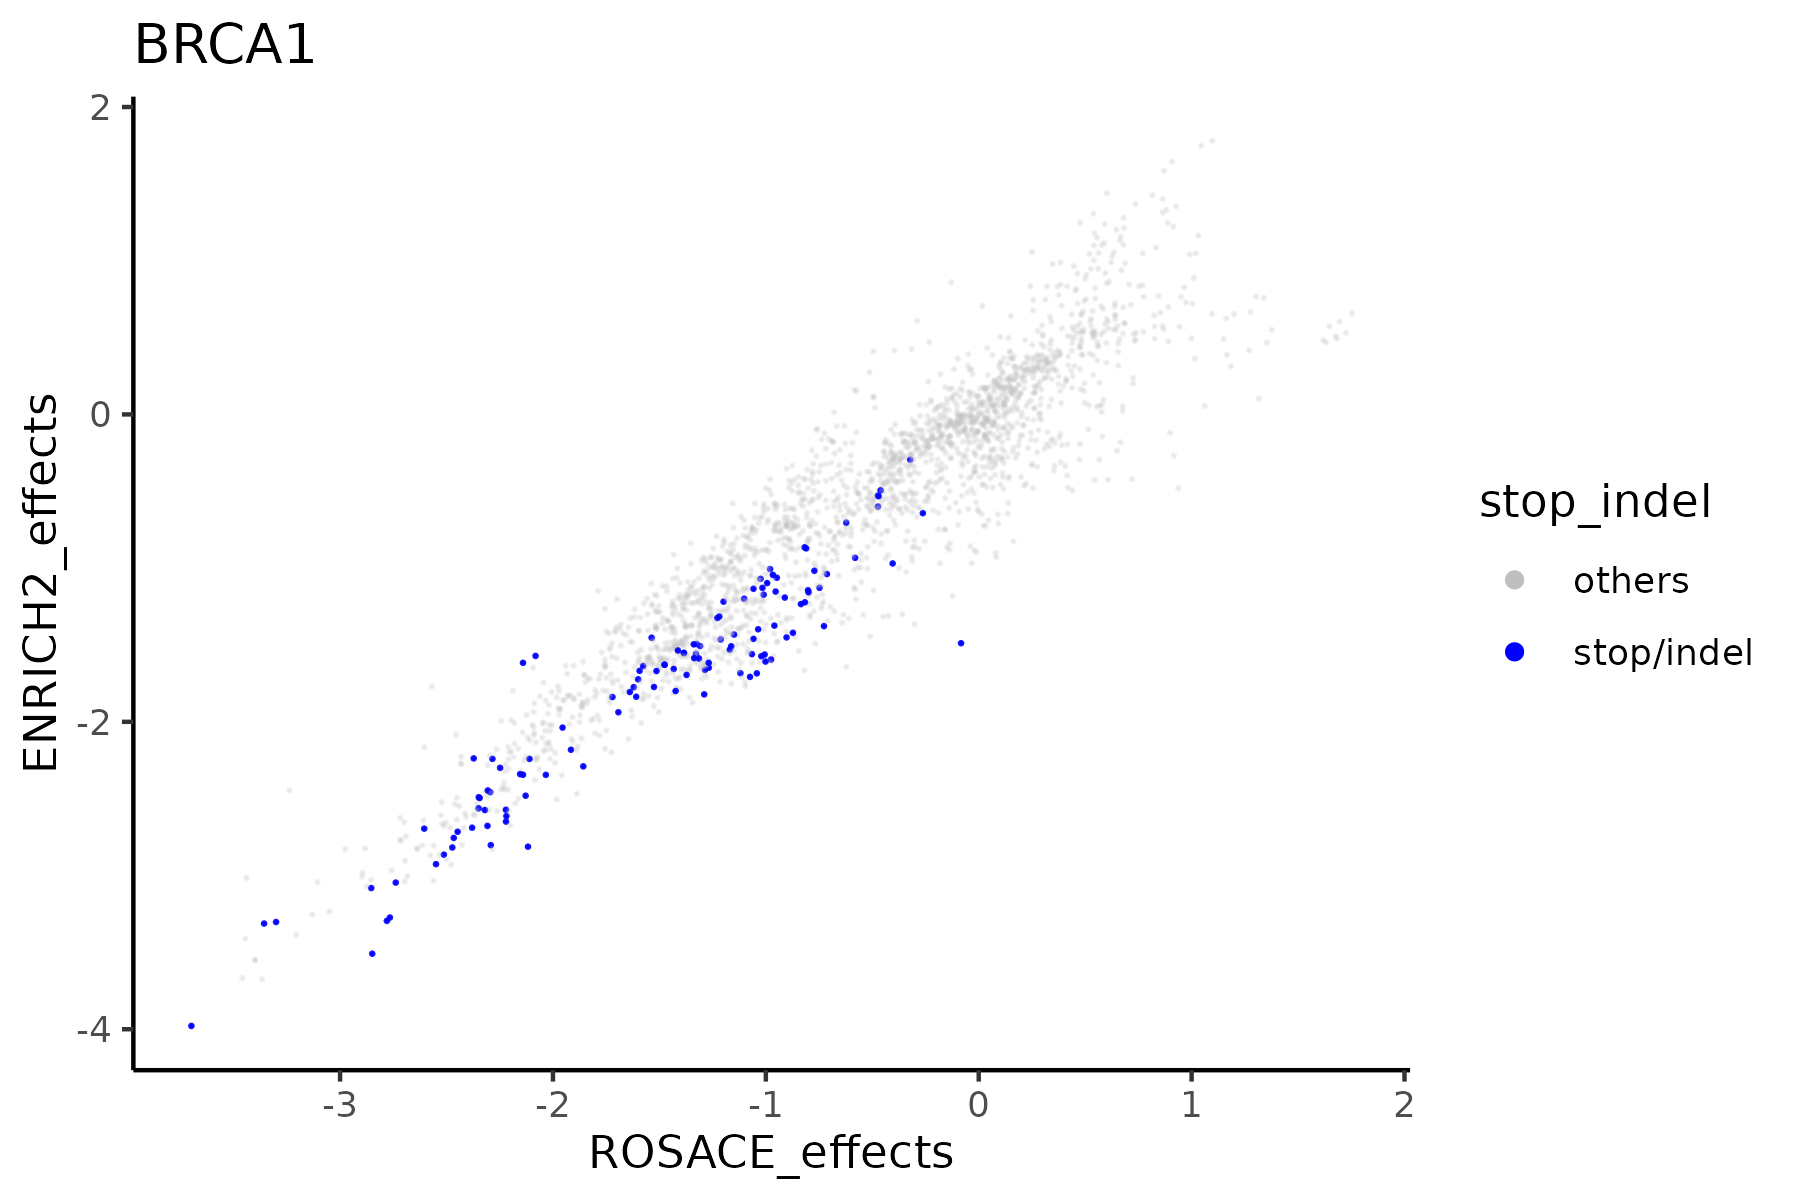 BRCA1
2
0
-2
-4
ENRICH2_effects
-3 -2 -1 0 1 2
ROSACE_effects
stop_indel
others
stop/indel